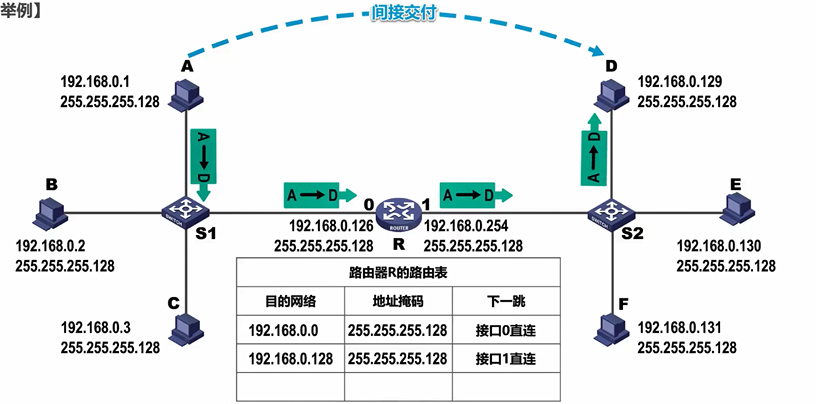 举例】
间接交付
A
192.168.0.1
255.255.255.128
D
192.168.0.129
255.255.255.128
A→D
A→D
B
192.168.0.2
255.255.255.128
S1
A→D
0
1
A→D
ROUTER
R
192.168.0.126
255.255.255.128
192.168.0.254
255.255.255.128
SWITCH
SWITCH
S2
E
192.168.0.130
255.255.255.128
C
192.168.0.3
255.255.255.128
F
192.168.0.131
255.255.255.128
路由器R的路由表
目的网络 地址掩码 下一跳
192.168.0.0 255.255.255.128 接口0直连
192.168.0.128 255.255.255.128 接口1直连